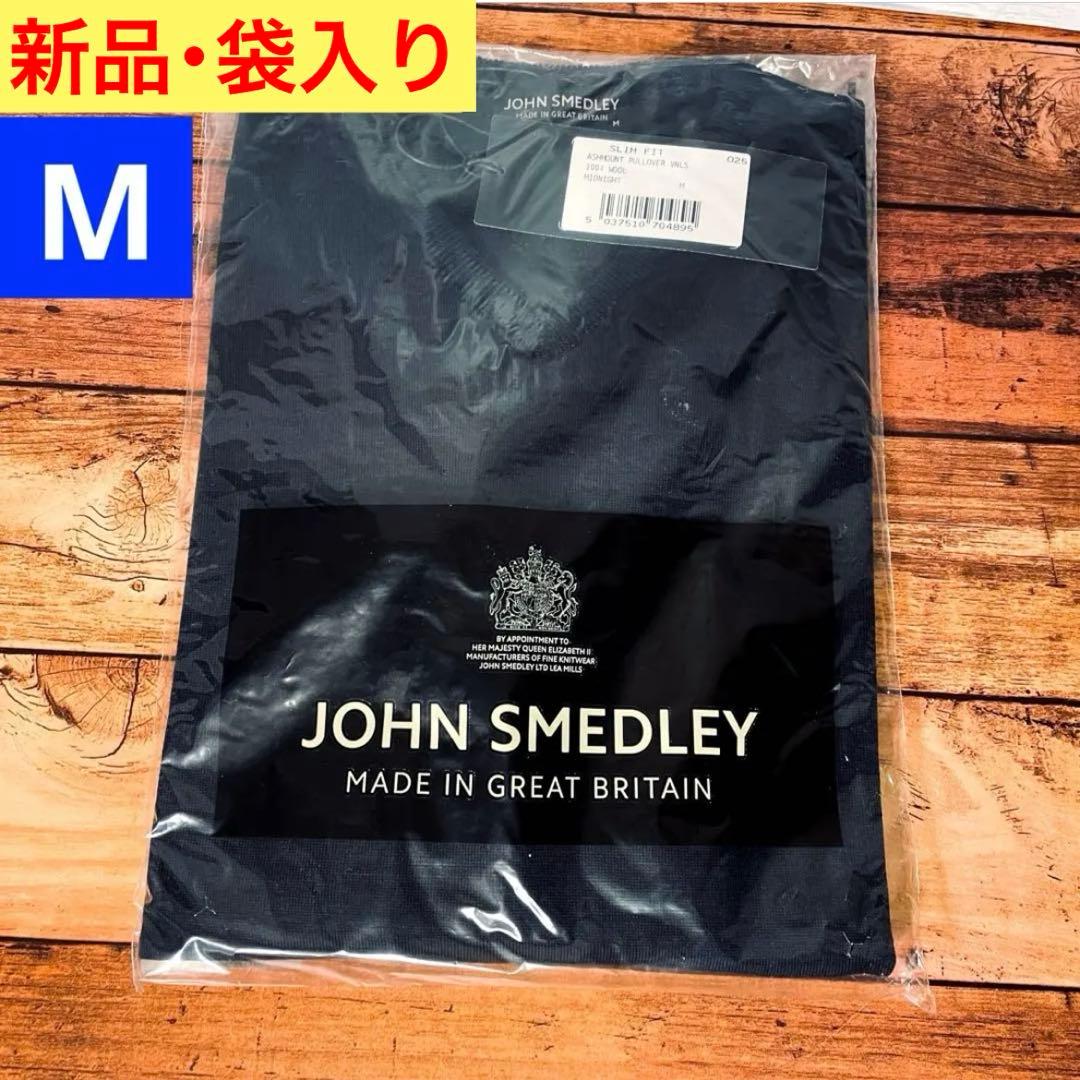 新品・袋入り
M
JOHN SMEDLEY
MADE IN GREAT BRITAIN
M
SLIM FIT
025
ASHMOUNT PULLOVER VNLS
100% WOOL
MIDNIGHT M
5 037510 704895
BY APPOINTMENT TO
HER MAJESTY QUEEN ELIZABETH II
MANUFACTURERS OF FINE KNITWEAR
JOHN SMEDLEY LTD LEA MILLS
JOHN SMEDLEY
MADE IN GREAT BRITAIN